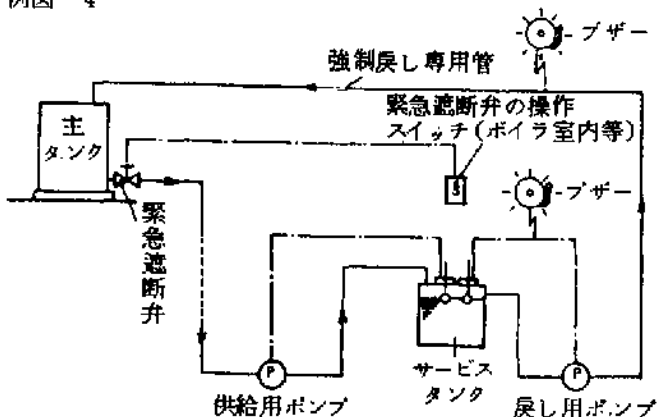 例図 4
ブザー
強制戻し専用管
緊急遮断弁の操作
スイッチ(ボイラ室内等)
主
タンク
S
ブザー
緊急遮断弁
P
サービス
タンク
P
供給用ポンプ
戻し用ポンプ